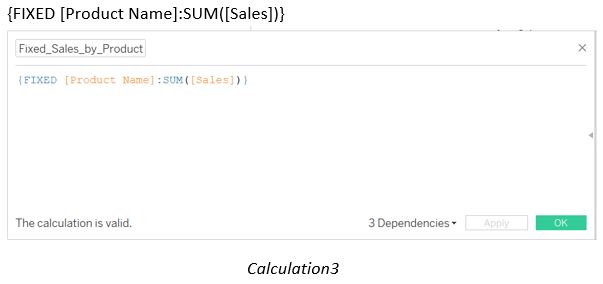 {FIXED [Product Name]:SUM([Sales])}
Fixed_Sales_by_Product
{FIXED [Product Name]:SUM([Sales])}
The calculation is valid.
3 Dependencies
Apply
OK
Calculation3